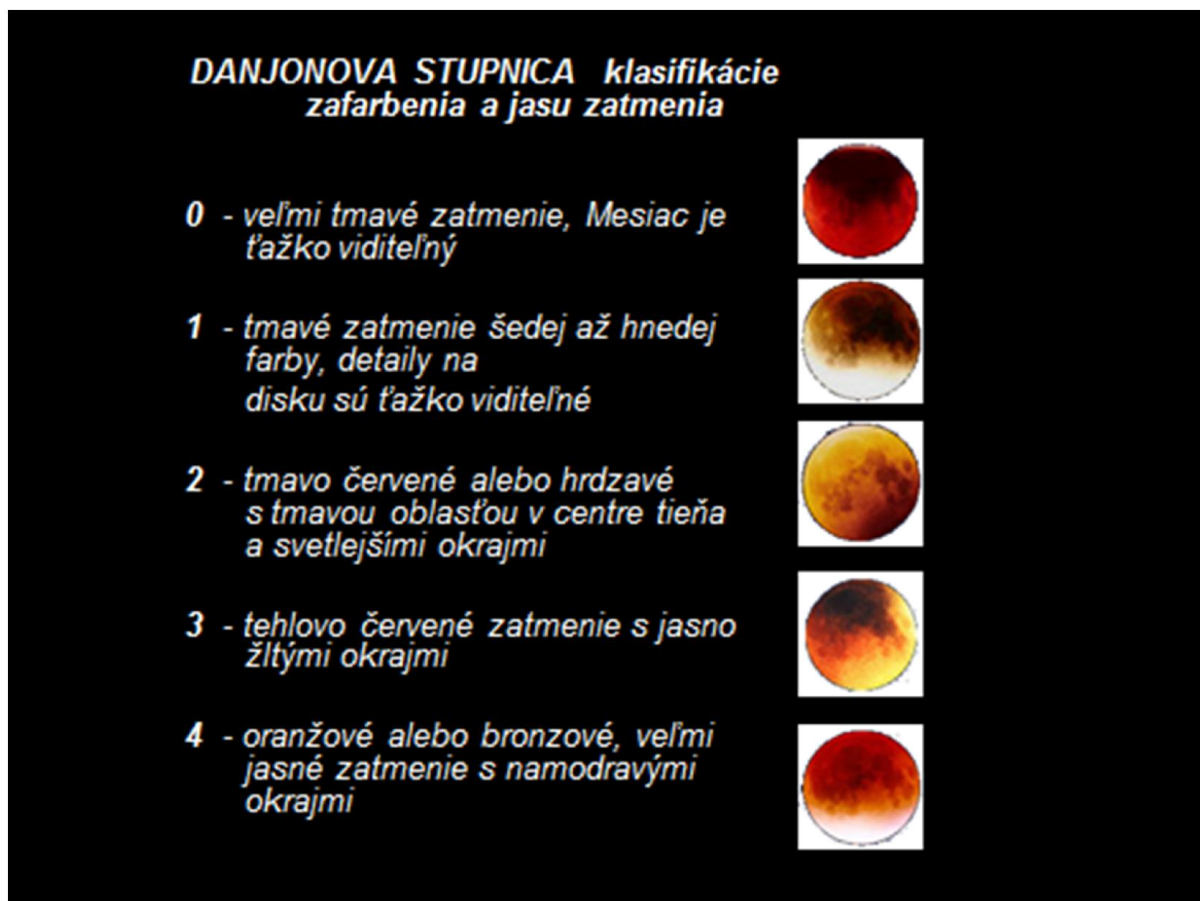 DANJONOVA STUPNICA klasifikácie
zafarbenia a jasu zatmenia
0 - veľmi tmavé zatmenie, Mesiac je
ťažko viditeľný
1 - tmavé zatmenie šedej až hnedej
farby, detaily na
disku sú ťažko viditeľné
2 - tmavo červené alebo hrdzavé
s tmavou oblasťou v centre tieňa
a svetlejšími okrajmi
3 - tehlovo červené zatmenie s jasno
žltými okrajmi
4 - oranžové alebo bronzové, veľmi
jasné zatmenie s namodravými
okrajmi